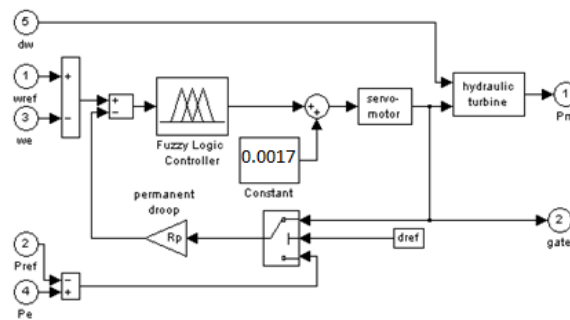 5
dw
1
wref
3
we
+
−
+
−
Fuzzy Logic
Controller
0.0017
Constant
+
+
servo-
motor
hydraulic
turbine
1
Pm
permanent
droop
Rp
dref
2
gate
2
Pref
4
Pe
−
+